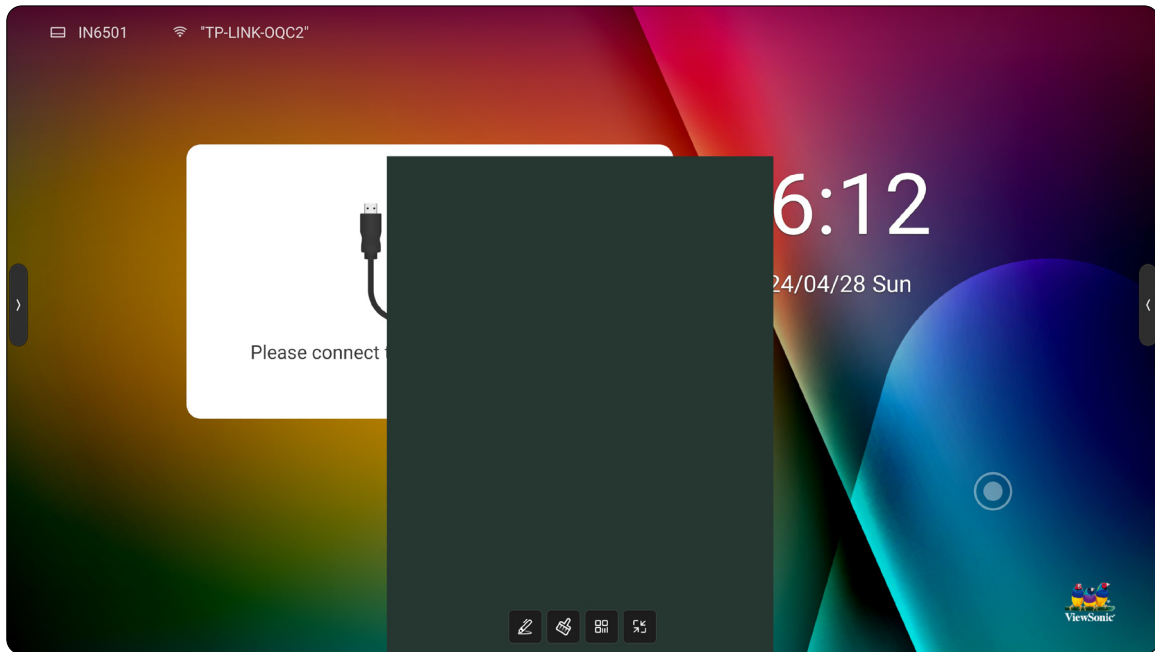 IN6501 "TP-LINK-OQC2"
6:12
24/04/28 Sun
Please connect
ViewSonic